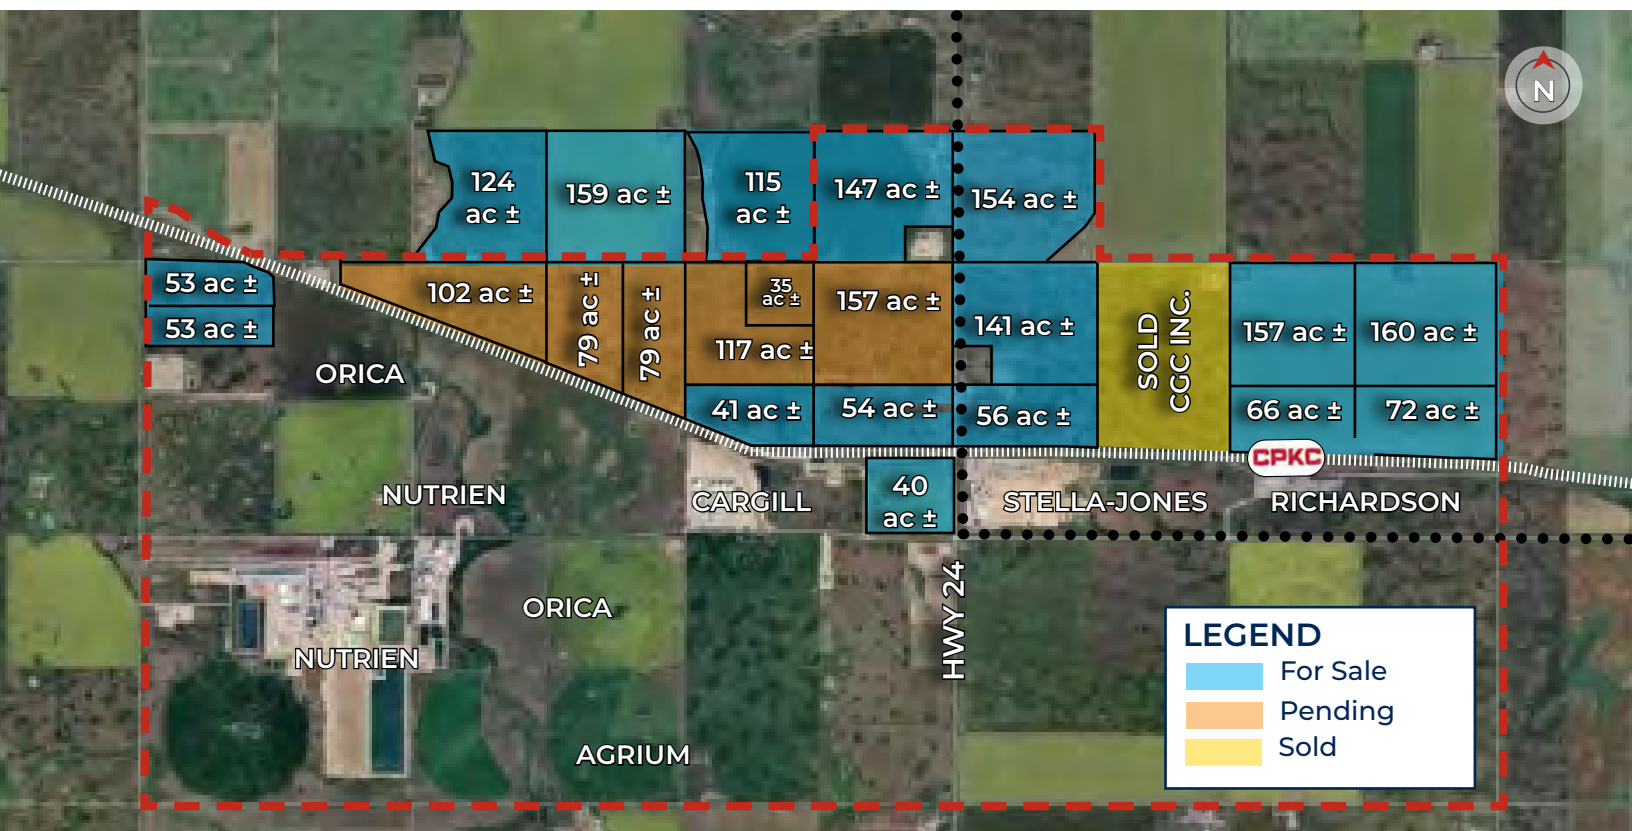 N
124
ac ±
159 ac ±
115
ac ±
147 ac ±
154 ac ±
53 ac ±
53 ac ±
102 ac ±
79 ac ±
79 ac ±
35
ac ±
117 ac ±
157 ac ±
141 ac ±
SOLD
CGC INC.
157 ac ±
160 ac ±
41 ac ±
54 ac ±
56 ac ±
66 ac ±
72 ac ±
ORICA
CPKC
NUTRIEN
CARGILL
40
ac ±
STELLA-JONES
RICHARDSON
ORICA
HWY 24
NUTRIEN
AGRIUM
LEGEND
For Sale
Pending
Sold